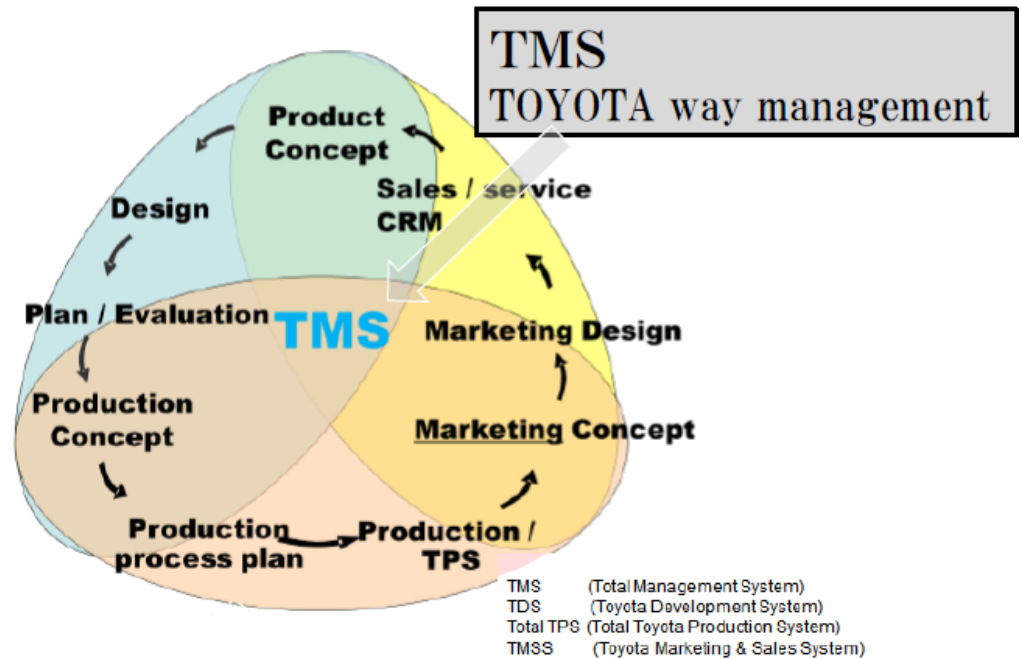 TMS
TOYOTA way management
Product
Concept
Sales / service
CRM
Design
Plan / Evaluation
TMS
Marketing Design
Production
Concept
Marketing Concept
Production
process plan
Production /
TPS
TMS (Total Management System)
TDS (Toyota Development System)
Total TPS (Total Toyota Production System)
TMSS (Toyota Marketing & Sales System)